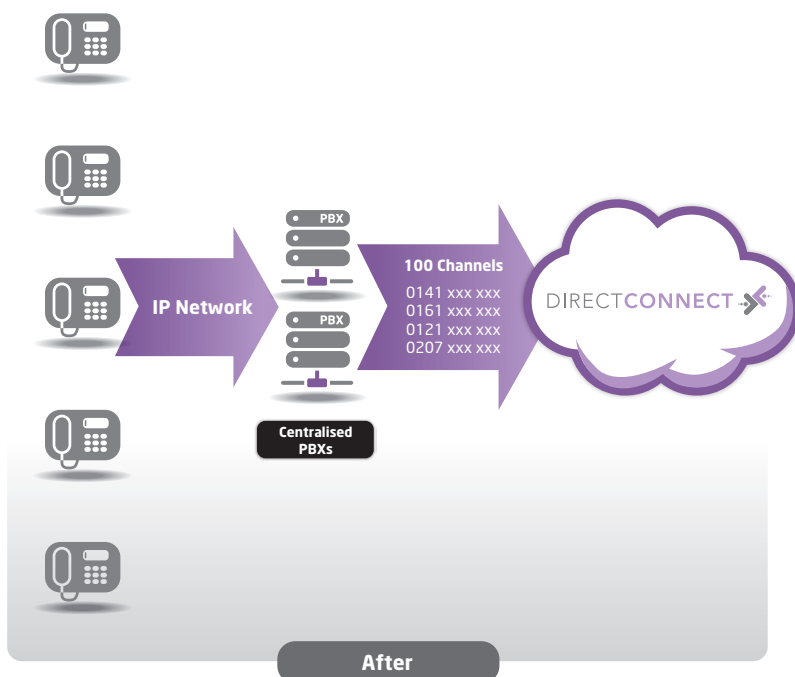 IP Network
PBX
PBX
Centralised
PBXs
100 Channels
0141 xxx xxx
0161 xxx xxx
0121 xxx xxx
0207 xxx xxx
DIRECTCONNECT
After